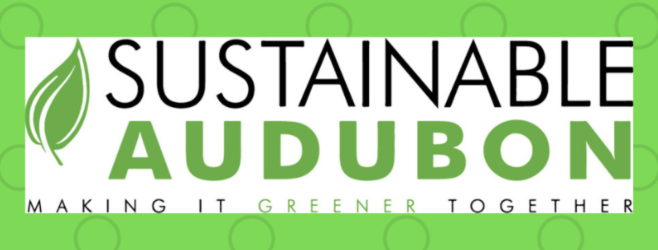 SUSTAINABLE
AUDUBON
MAKING IT GREENER TOGETHER